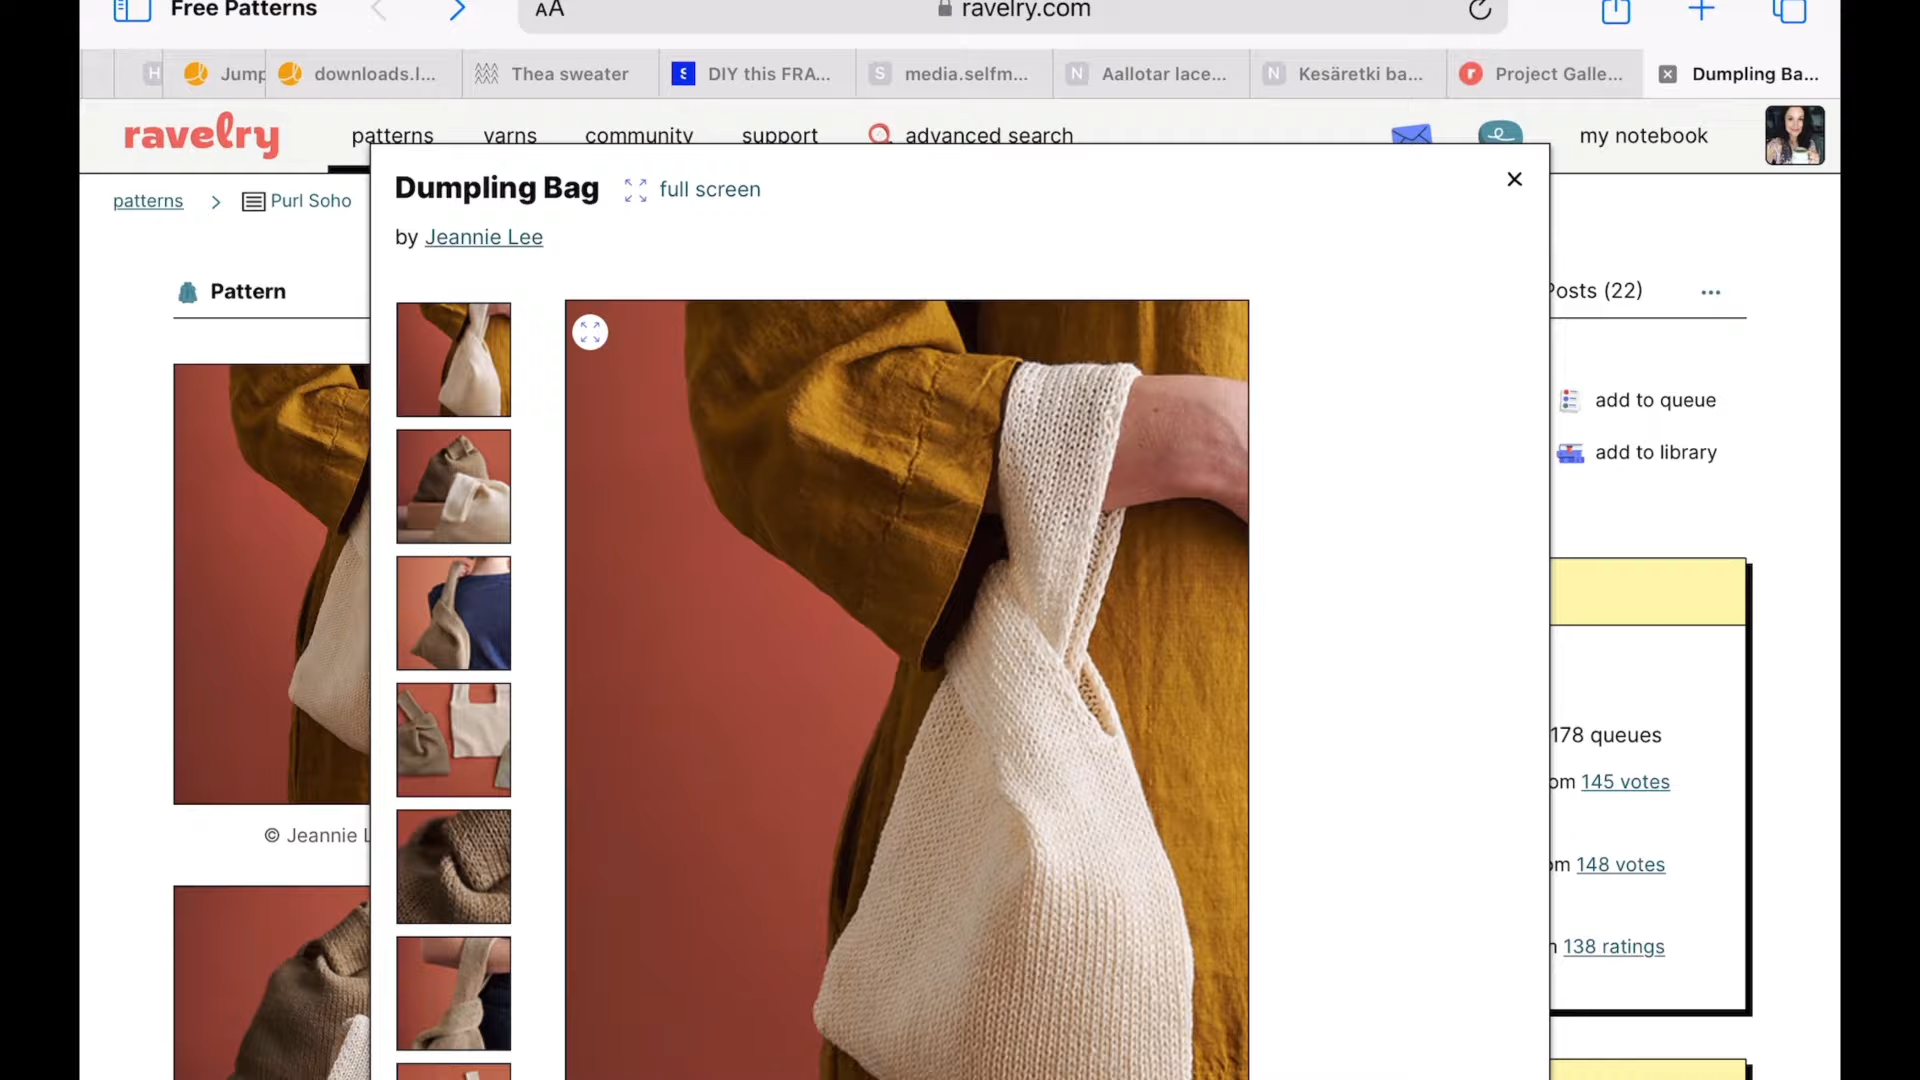 Free Patterns
AA
ravelry.com
H
Jump
downloads.l...
Thea sweater
S
DIY this FRA...
S
media.selfm...
N
Aallotar lace...
N
Kesäretki ba...
r
Project Galle...
Dumpling Ba...
ravelry
patterns
yarns
community
support
advanced search
my notebook
patterns > Purl Soho
Dumpling Bag
full screen
by Jeannie Lee
Pattern
Posts (22)
...
add to queue
add to library
178 queues
om 145 votes
© Jeannie L
om 148 votes
138 ratings